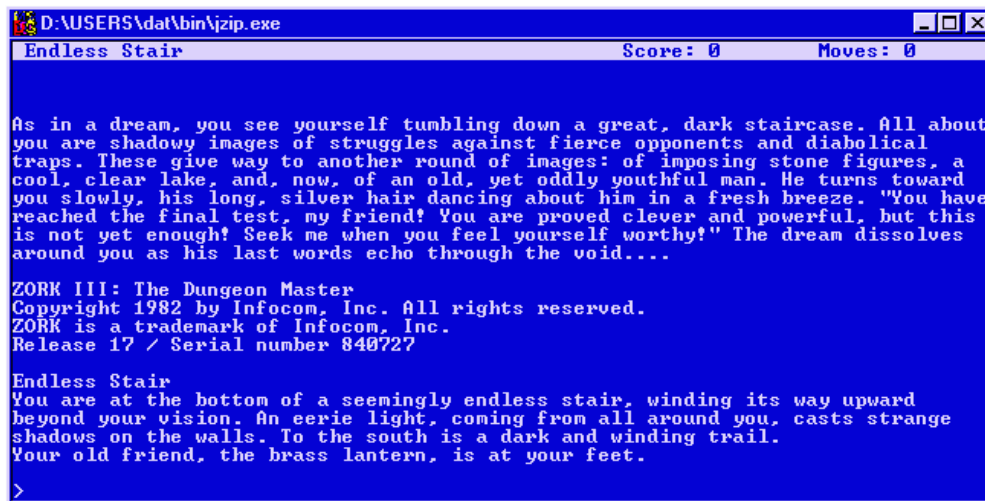 D:\USERS\dat\bin\jzip.exe
Endless Stair Score: 0 Moves: 0
As in a dream, you see yourself tumbling down a great, dark staircase. All about
you are shadowy images of struggles against fierce opponents and diabolical
traps. These give way to another round of images: of imposing stone figures, a
cool, clear lake, and, now, of an old, yet oddly youthful man. He turns toward
you slowly, his long, silver hair dancing about him in a fresh breeze. "You have
reached the final test, my friend! You are proved clever and powerful, but this
is not yet enough! Seek me when you feel yourself worthy!" The dream dissolves
around you as his last words echo through the void....
ZORK III: The Dungeon Master
Copyright 1982 by Infocom, Inc. All rights reserved.
ZORK is a trademark of Infocom, Inc.
Release 17 / Serial number 840727
Endless Stair
You are at the bottom of a seemingly endless stair, winding its way upward
beyond your vision. An eerie light, coming from all around you, casts strange
shadows on the walls. To the south is a dark and winding trail.
Your old friend, the brass lantern, is at your feet.
>